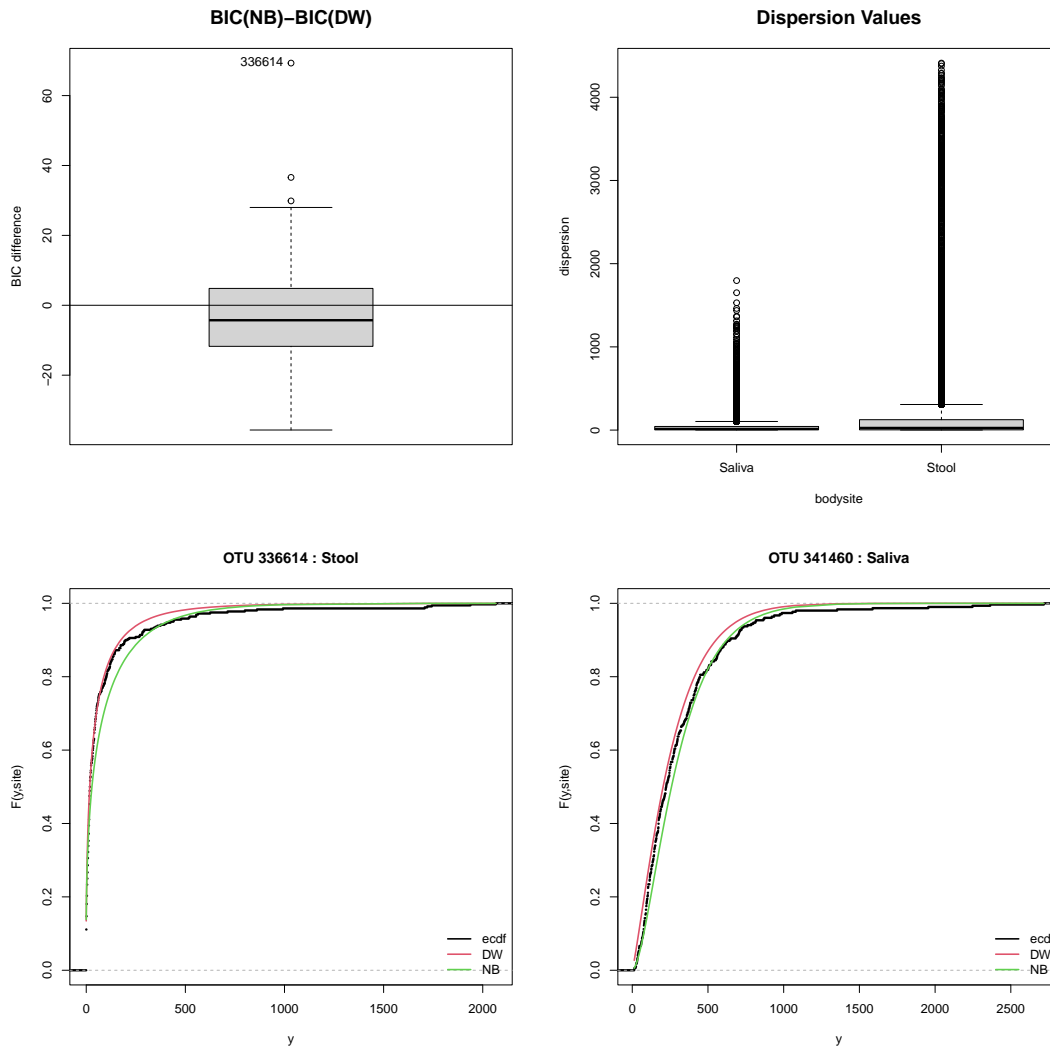 BIC(NB)−BIC(DW)
336614
60
40
20
0
−20
BIC difference
Dispersion Values
4000
3000
2000
1000
0
dispersion
Saliva Stool
bodysite
OTU 336614 : Stool
1.0
0.8
0.6
0.4
0.2
0.0
F(y,site)
ecdf
DW
NB
0 500 1000 1500 2000
y
OTU 341460 : Saliva
1.0
0.8
0.6
0.4
0.2
0.0
F(y,site)
ecd
DW
NB
0 500 1000 1500 2000 2500
y